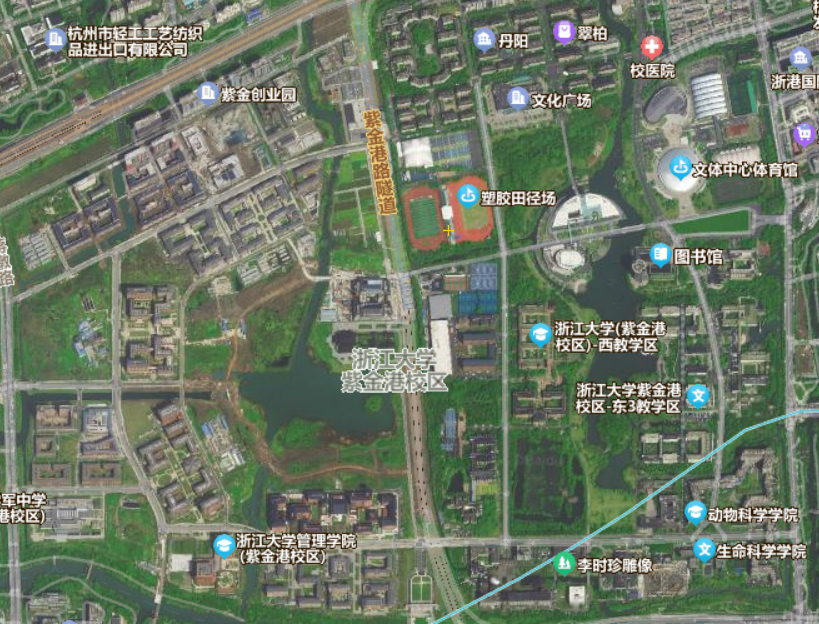 杭州市轻工工艺纺织
品进出口有限公司
丹阳
翠柏
校医院
紫金创业园
文化广场
浙港国
紫金港路隧道
文体中心体育馆
塑胶田径场
图书馆
浙江大学(紫金港
校区)-西教学区
浙江大学
紫金港校区
浙江大学紫金港
校区-东3教学区
军中学
港校区)
动物科学学院
浙江大学管理学院
(紫金港校区)
生命科学学院
李时珍雕像